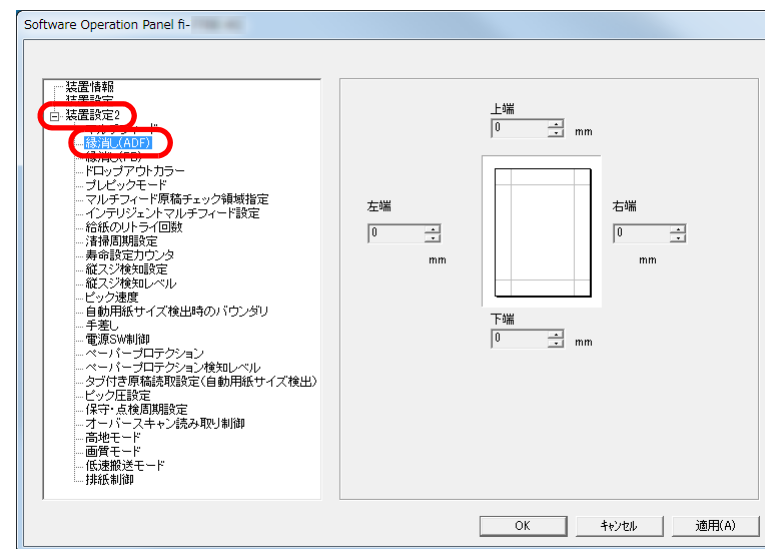 Software Operation Panel fi-
装置情報
装置設定
装置設定2
マルチフィード
縁消し(ADF)
縁消し(FB)
ドロップアウトカラー
プレピックモード
マルチフィード原稿チェック領域指定
インテリジェントマルチフィード設定
給紙のリトライ回数
清掃周期設定
寿命設定カウンタ
縦スジ検知設定
縦スジ検知レベル
ピック速度
自動用紙サイズ検出時のバウンダリ
手差し
電源SW制御
ペーパープロテクション
ペーパープロテクション検知レベル
タブ付き原稿読取設定(自動用紙サイズ検出)
ピック圧設定
保守・点検周期設定
オーバースキャン読み取り制御
高地モード
画質モード
低速搬送モード
排紙制御
上端
0 mm
左端
0
mm
右端
0
mm
下端
0 mm
OK キャンセル 適用(A)